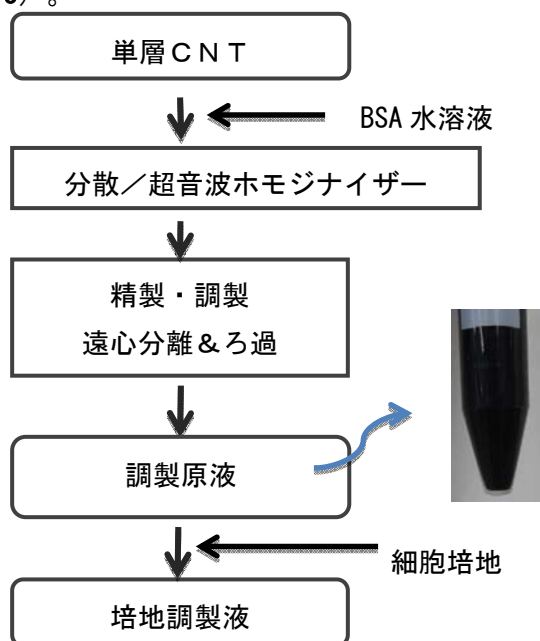 単層ＣＮＴ
BSA 水溶液
分散／超音波ホモジナイザー
精製・調製
遠心分離＆ろ過
調製原液
細胞培地
培地調製液